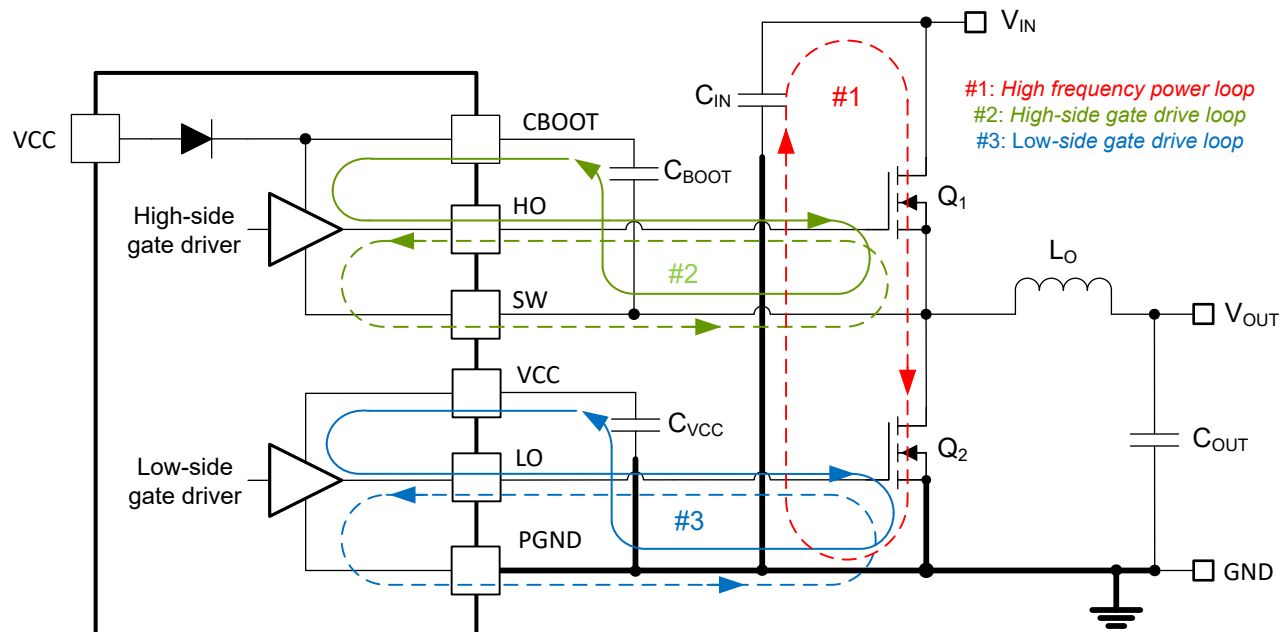 V_IN
C_IN
#1
#1: High frequency power loop
#2: High-side gate drive loop
#3: Low-side gate drive loop
VCC
CBOOT
C_BOOT
High-side
gate driver
HO
Q_1
#2
SW
L_O
V_OUT
VCC
C_VCC
Low-side
gate driver
LO
Q_2
C_OUT
#3
PGND
GND